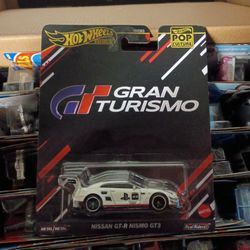 Hot Wheels
POP
CULTURE
GRAN
TURISMO
NISSAN GT-R NISMO GT3